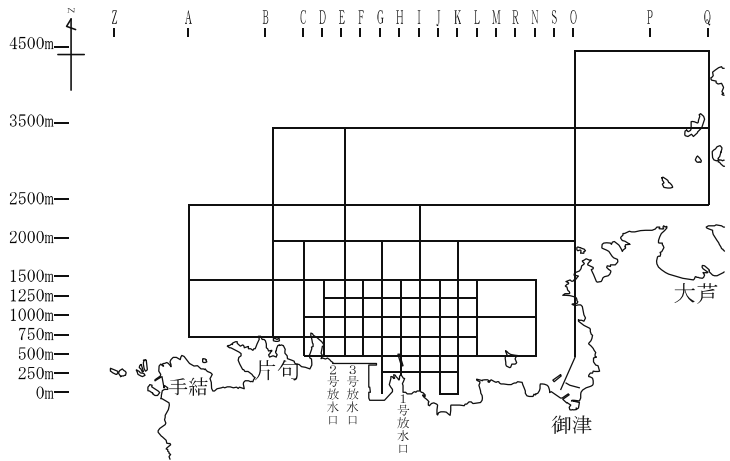 Z A B C D E F G H I J K L M R N S O P Q
N
4500m
3500m
2500m
2000m
1500m
1250m
1000m
750m
500m
250m
0m
大芦
片句
手結
2号放水口
3号放水口
1号放水口
御津